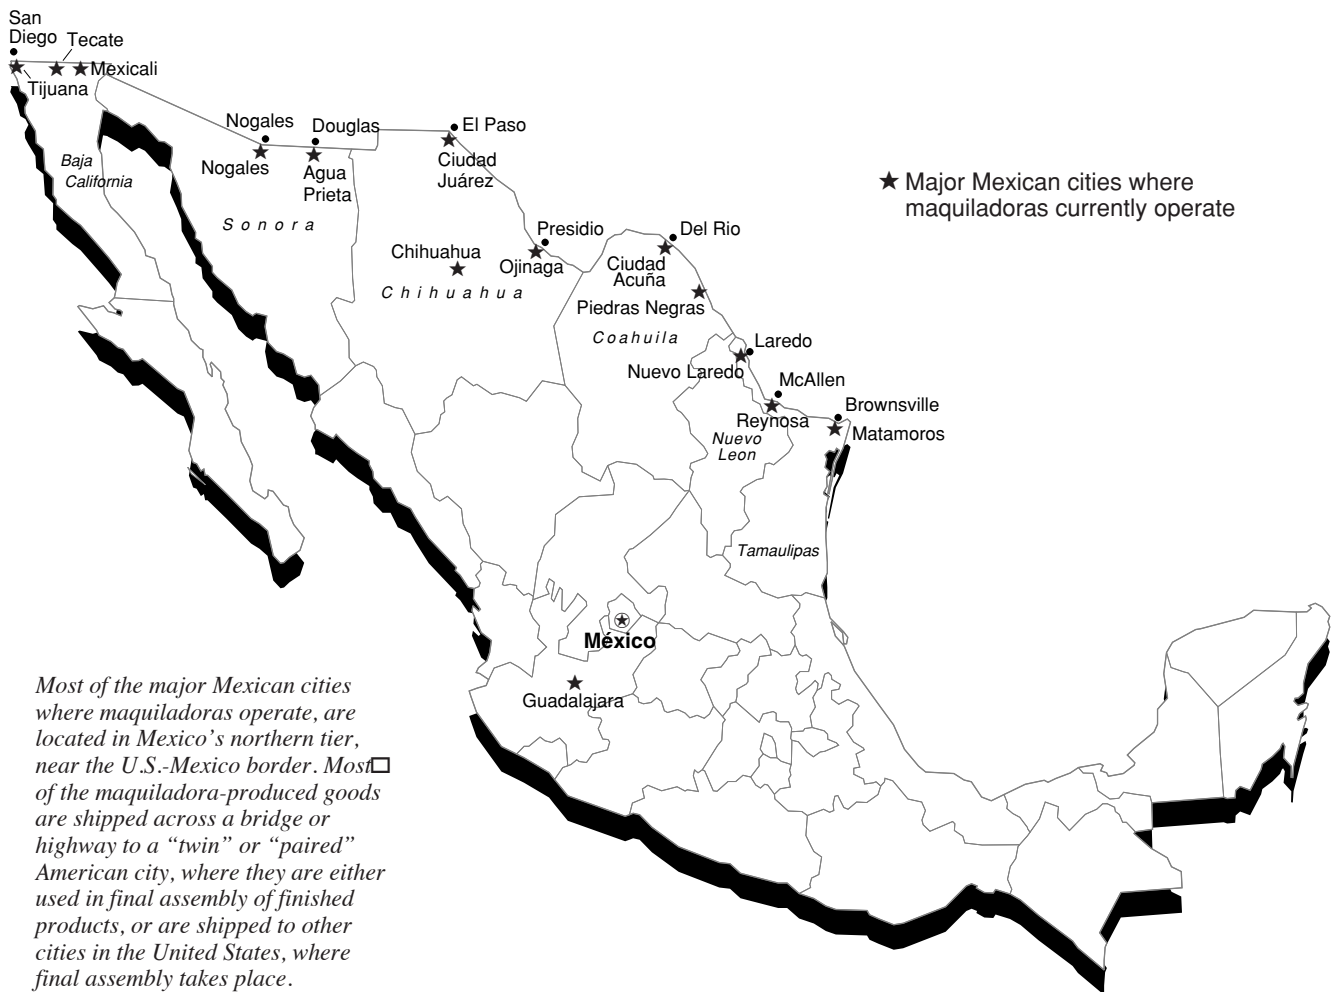 San
Diego
Tecate
Mexicali
Tijuana
Nogales
Douglas
El Paso
Nogales
Agua
Prieta
Ciudad
Juárez
Baja
California
Sonora
★ Major Mexican cities where
maquiladoras currently operate
Presidio
Del Rio
Chihuahua
Ojinaga
Ciudad
Acuña
Chihuahua
Piedras Negras
Coahuila
Laredo
Nuevo Laredo
McAllen
Brownsville
Reynosa
Matamoros
Nuevo
Leon
Tamaulipas
México
Guadalajara
Most of the major Mexican cities
where maquiladoras operate, are
located in Mexico’s northern tier,
near the U.S.-Mexico border. Most□
of the maquiladora-produced goods
are shipped across a bridge or
highway to a “twin” or “paired”
American city, where they are either
used in final assembly of finished
products, or are shipped to other
cities in the United States, where
final assembly takes place.